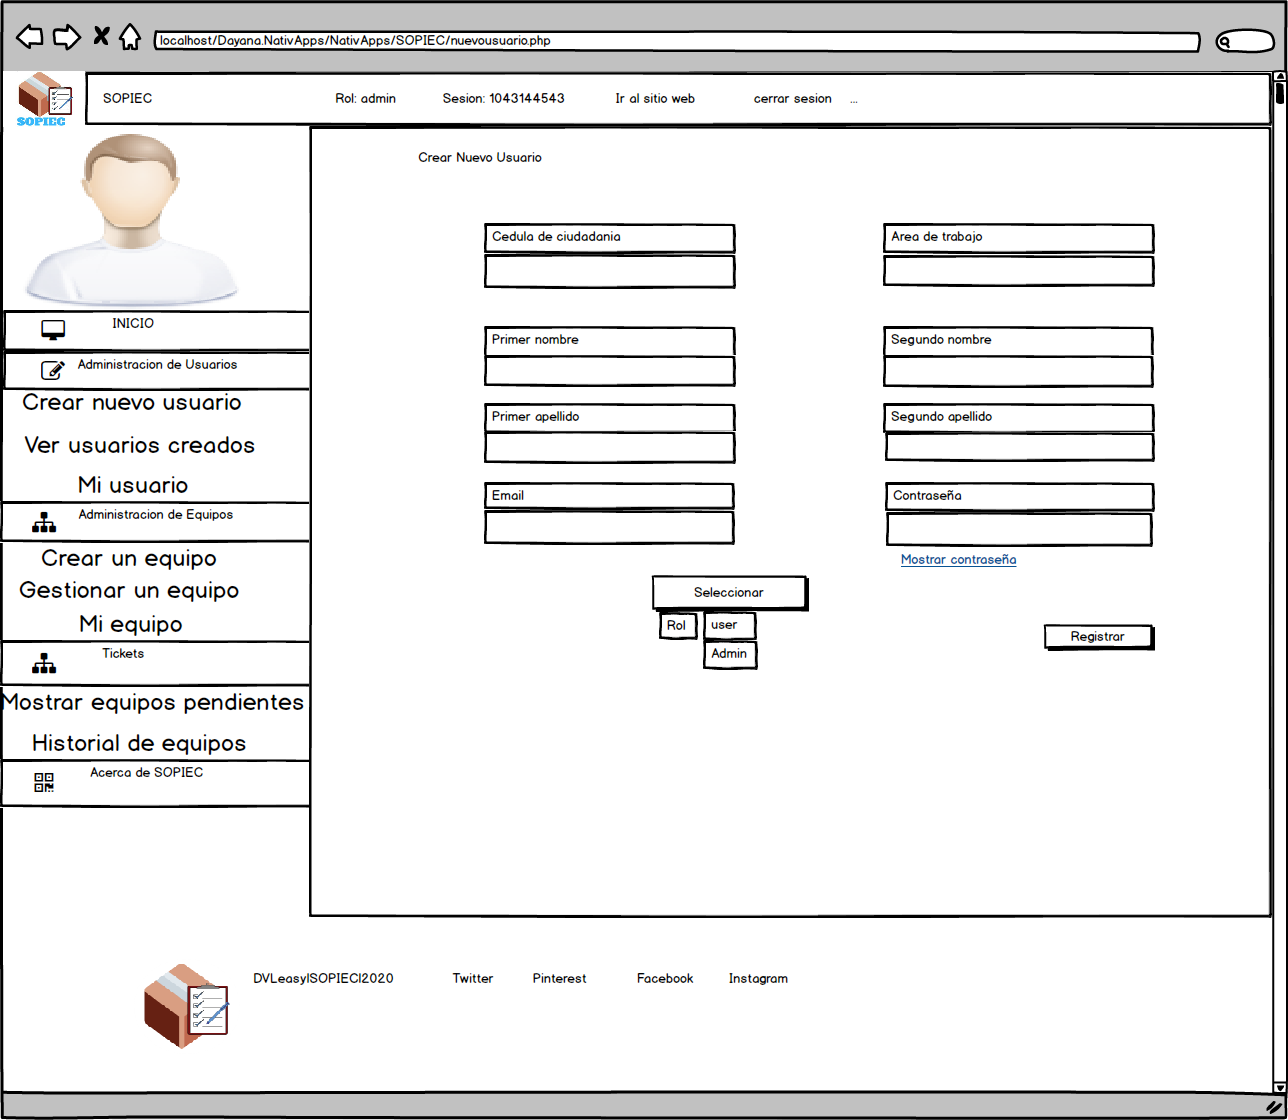 localhost/Dayana.NativApps/NativApps/SOPIEC/nuevousuario.php
SOPIEC
SOPIEC
Rol: admin
Sesion: 1043144543
Ir al sitio web
cerrar sesion
...
Crear Nuevo Usuario
Cedula de ciudadania
Area de trabajo
Primer nombre
Segundo nombre
Primer apellido
Segundo apellido
Email
Contraseña
Mostrar contraseña
Seleccionar
Rol
user
Admin
Registrar
INICIO
Administracion de Usuarios
Crear nuevo usuario
Ver usuarios creados
Mi usuario
Administracion de Equipos
Crear un equipo
Gestionar un equipo
Mi equipo
Tickets
Mostrar equipos pendientes
Historial de equipos
Acerca de SOPIEC
DVLeasy|SOPIEC|2020
Twitter
Pinterest
Facebook
Instagram